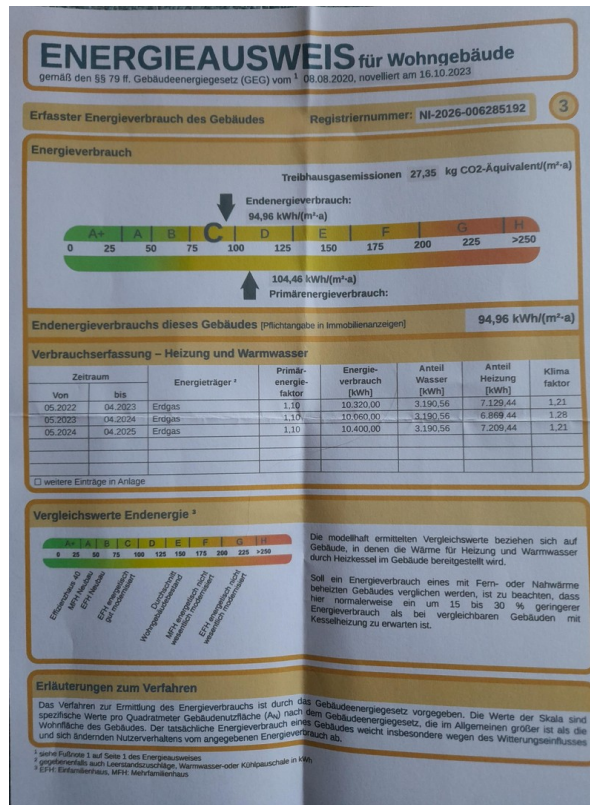 ENERGIEAUSWEIS für Wohngebäude
gemäß den §§ 79 ff. Gebäudeenergiegesetz (GEG) vom ¹ 08.08.2020, novelliert am 16.10.2023
Erfasster Energieverbrauch des Gebäudes Registriernummer: NI-2026-006285192 3
Energieverbrauch
Treibhausgasemissionen 27,35 kg CO2-Äquivalent/(m²·a)
Endenergieverbrauch:
94,96 kWh/(m²·a)
A+ A B C D E F G H
0 25 50 75 100 125 150 175 200 225 >250
104,46 kWh/(m²·a)
Primärenergieverbrauch:
Endenergieverbrauchs dieses Gebäudes [Pflichtangabe in Immobilienanzeigen] 94,96 kWh/(m²·a)
Verbrauchserfassung – Heizung und Warmwasser
Zeitraum Energieträger ² Primär-energie-faktor Energie-verbrauch [kWh] Anteil Wasser [kWh] Anteil Heizung [kWh] Klima faktor
Von bis
05.2022 04.2023 Erdgas 1,10 10.320,00 3.190,56 7.129,44 1,21
05.2023 04.2024 Erdgas 1,10 10.060,00 3.190,56 6.869,44 1,28
05.2024 04.2025 Erdgas 1,10 10.400,00 3.190,56 7.209,44 1,21
☐ weitere Einträge in Anlage
Vergleichswerte Endenergie ³
A+ A B C D E F G H
0 25 50 75 100 125 150 175 200 225 >250
Effizienzhaus 40
MFH Neubau
EFH Neubau
EFH energetisch gut modernisiert
Durchschnitt Wohngebäudebestand
MFH energetisch nicht wesentlich modernisiert
EFH energetisch nicht wesentlich modernisiert
Die modellhaft ermittelten Vergleichswerte beziehen sich auf
Gebäude, in denen die Wärme für Heizung und Warmwasser
durch Heizkessel im Gebäude bereitgestellt wird.
Soll ein Energieverbrauch eines mit Fern- oder Nahwärme
beheizten Gebäudes verglichen werden, ist zu beachten, dass
hier normalerweise ein um 15 bis 30 % geringerer
Energieverbrauch als bei vergleichbaren Gebäuden mit
Kesselheizung zu erwarten ist.
Erläuterungen zum Verfahren
Das Verfahren zur Ermittlung des Energieverbrauchs ist durch das Gebäudeenergiegesetz vorgegeben. Die Werte der Skala sind
spezifische Werte pro Quadratmeter Gebäudenutzfläche (A_N) nach dem Gebäudeenergiegesetz, die im Allgemeinen größer ist als die
Wohnfläche des Gebäudes. Der tatsächliche Energieverbrauch eines Gebäudes weicht insbesondere wegen des Witterungseinflusses
und sich ändernden Nutzerverhaltens vom angegebenen Energieverbrauch ab.
¹ siehe Fußnote 1 auf Seite 1 des Energieausweises
² gegebenenfalls auch Leerstandszuschläge, Warmwasser-oder Kühlpauschale in kWh
³ EFH: Einfamilienhaus, MFH: Mehrfamilienhaus